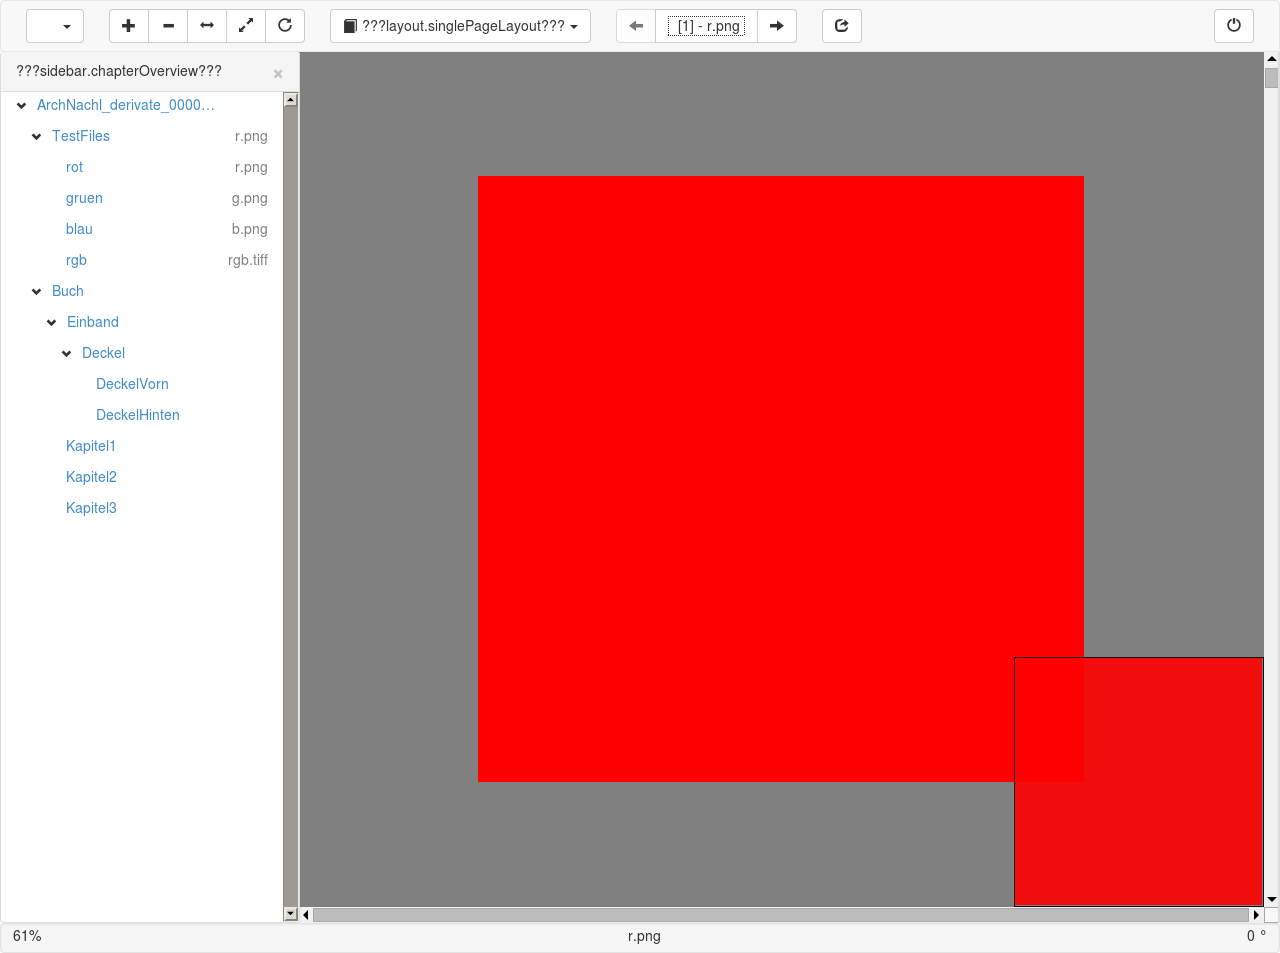 ???layout.singlePageLayout???
[1] - r.png
???sidebar.chapterOverview???
×
ArchNachl_derivate_0000…
TestFiles r.png
rot r.png
gruen g.png
blau b.png
rgb rgb.tiff
Buch
Einband
Deckel
DeckelVorn
DeckelHinten
Kapitel1
Kapitel2
Kapitel3
61% r.png 0 °